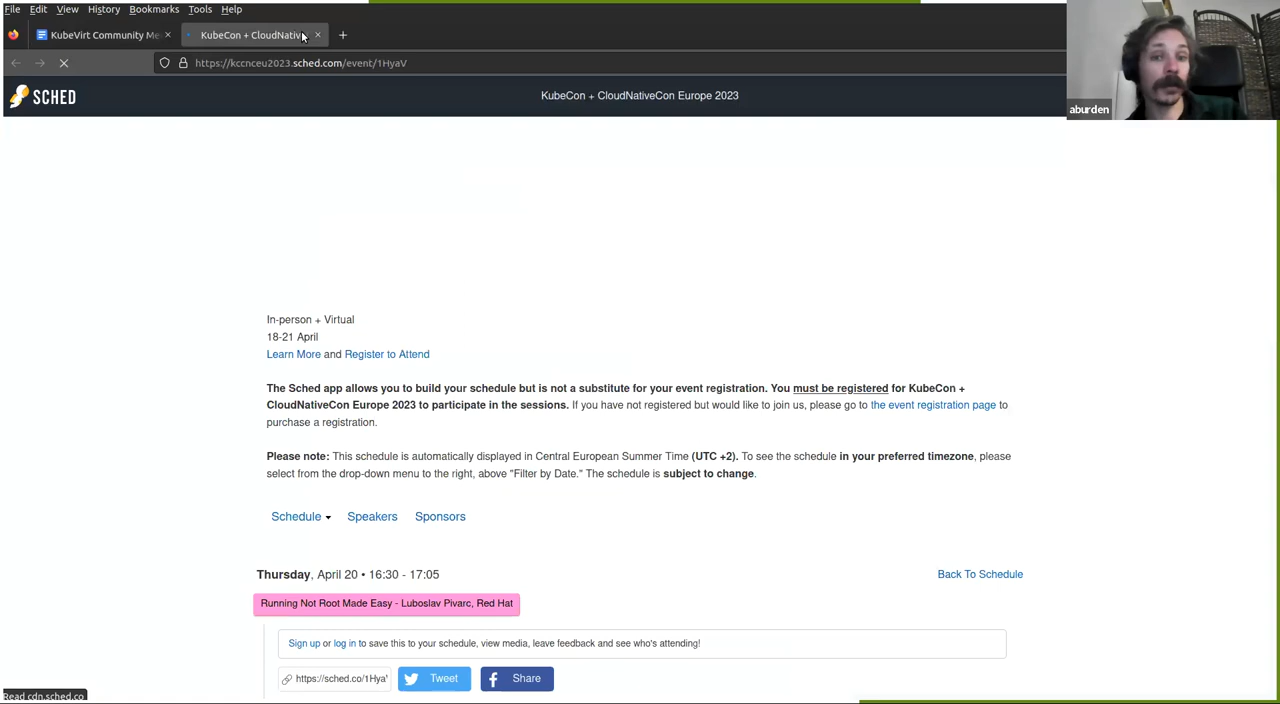 File Edit View History Bookmarks Tools Help
KubeVirt Community Me
KubeCon + CloudNative
https://kccnceu2023.sched.com/event/1HyaV
SCHED
KubeCon + CloudNativeCon Europe 2023
aburden
In-person + Virtual
18-21 April
Learn More and Register to Attend
The Sched app allows you to build your schedule but is not a substitute for your event registration. You must be registered for KubeCon +
CloudNativeCon Europe 2023 to participate in the sessions. If you have not registered but would like to join us, please go to the event registration page to
purchase a registration.
Please note: This schedule is automatically displayed in Central European Summer Time (UTC +2). To see the schedule in your preferred timezone, please
select from the drop-down menu to the right, above "Filter by Date." The schedule is subject to change.
Schedule Speakers Sponsors
Thursday, April 20 • 16:30 - 17:05
Back To Schedule
Running Not Root Made Easy - Luboslav Pivarc, Red Hat
Sign up or log in to save this to your schedule, view media, leave feedback and see who's attending!
https://sched.co/1Hya
Tweet
Share
Read cdn.sched.co